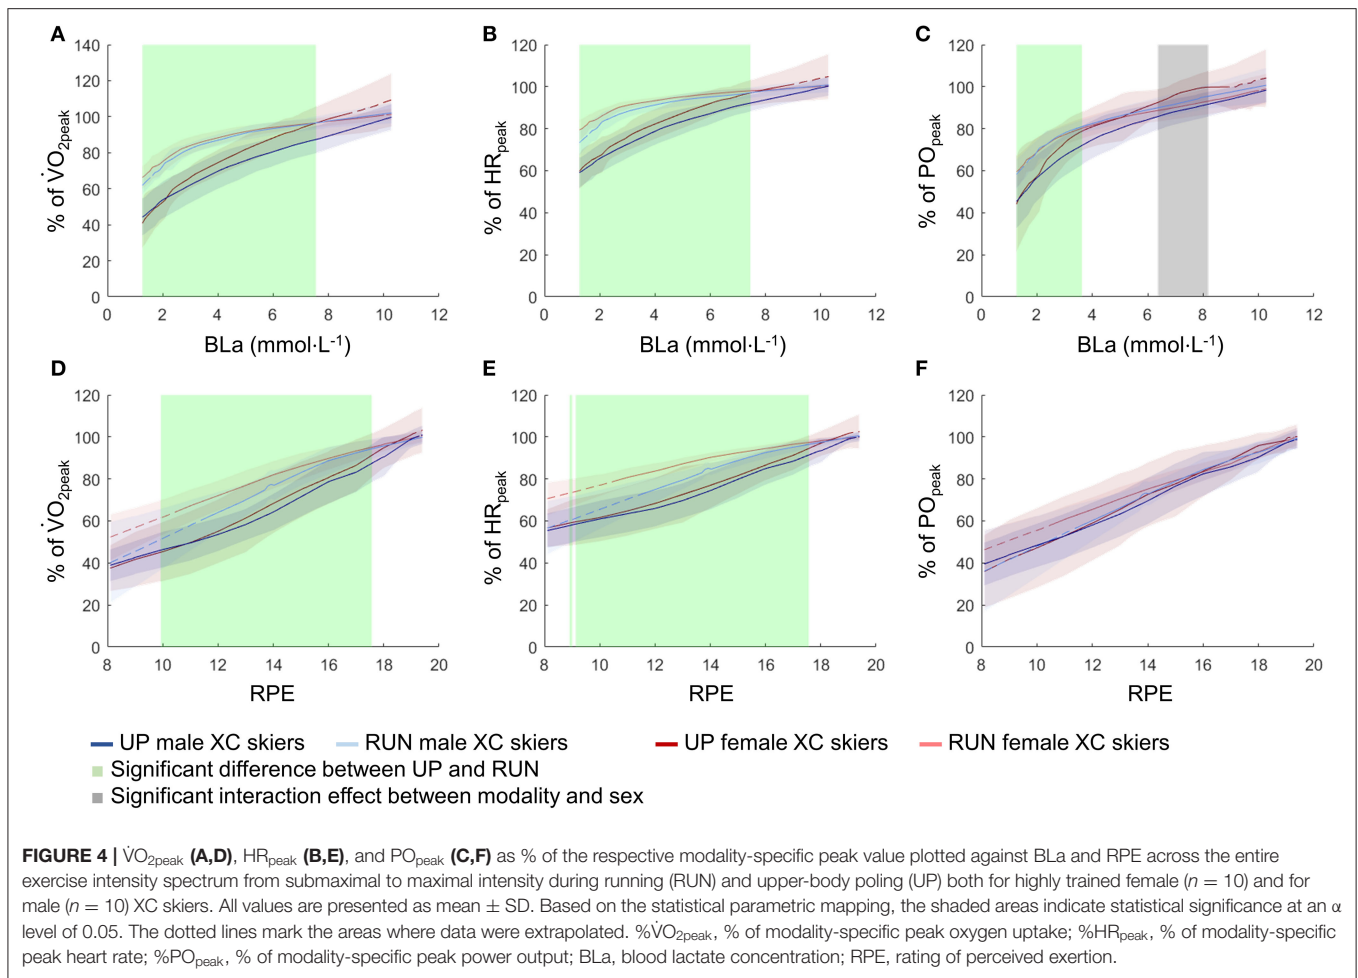 A
140
120
100
80
60
40
20
0
% of V̇O2peak
0 2 4 6 8 10 12
BLa (mmol·L-1)
B
120
100
80
60
40
20
0
% of HRpeak
0 2 4 6 8 10 12
BLa (mmol·L-1)
C
120
100
80
60
40
20
0
% of POpeak
0 2 4 6 8 10 12
BLa (mmol·L-1)
D
120
100
80
60
40
20
0
% of V̇O2peak
8 10 12 14 16 18 20
RPE
E
120
100
80
60
40
20
0
% of HRpeak
8 10 12 14 16 18 20
RPE
F
120
100
80
60
40
20
0
% of POpeak
8 10 12 14 16 18 20
RPE
UP male XC skiers RUN male XC skiers UP female XC skiers RUN female XC skiers
Significant difference between UP and RUN
Significant interaction effect between modality and sex
FIGURE 4 | V̇O2peak (A,D), HRpeak (B,E), and POpeak (C,F) as % of the respective modality-specific peak value plotted against BLa and RPE across the entire
exercise intensity spectrum from submaximal to maximal intensity during running (RUN) and upper-body poling (UP) both for highly trained female (n = 10) and for
male (n = 10) XC skiers. All values are presented as mean ± SD. Based on the statistical parametric mapping, the shaded areas indicate statistical significance at an α
level of 0.05. The dotted lines mark the areas where data were extrapolated. %V̇O2peak, % of modality-specific peak oxygen uptake; %HRpeak, % of modality-specific
peak heart rate; %POpeak, % of modality-specific peak power output; BLa, blood lactate concentration; RPE, rating of perceived exertion.